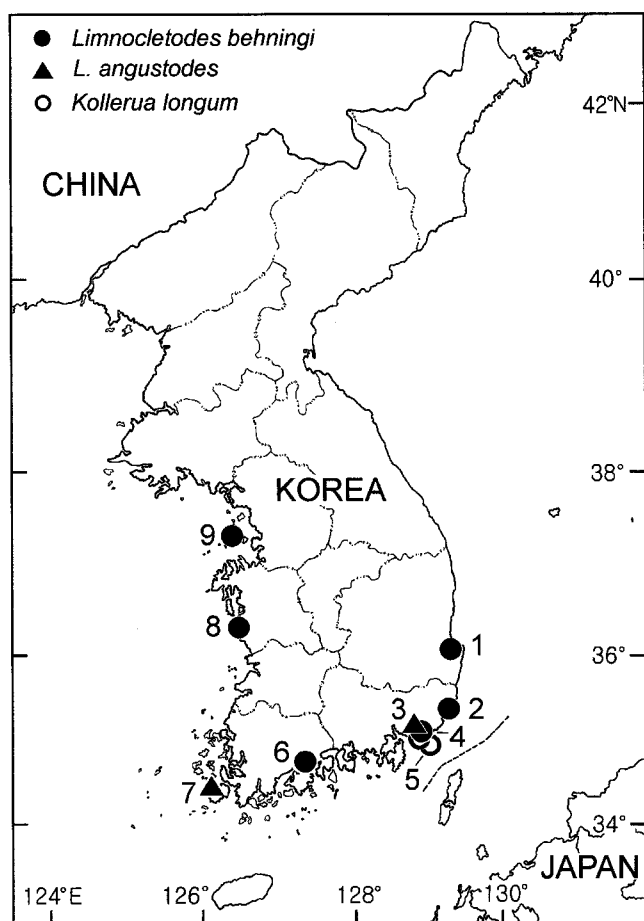 ● Limnocletodes behningi
▲ L. angustodes
○ Kollerua longum
42°N
CHINA
40°
38°
KOREA
9
8
36°
1
3
2
4
6
5
7
34°
JAPAN
124°E 126° 128° 130°